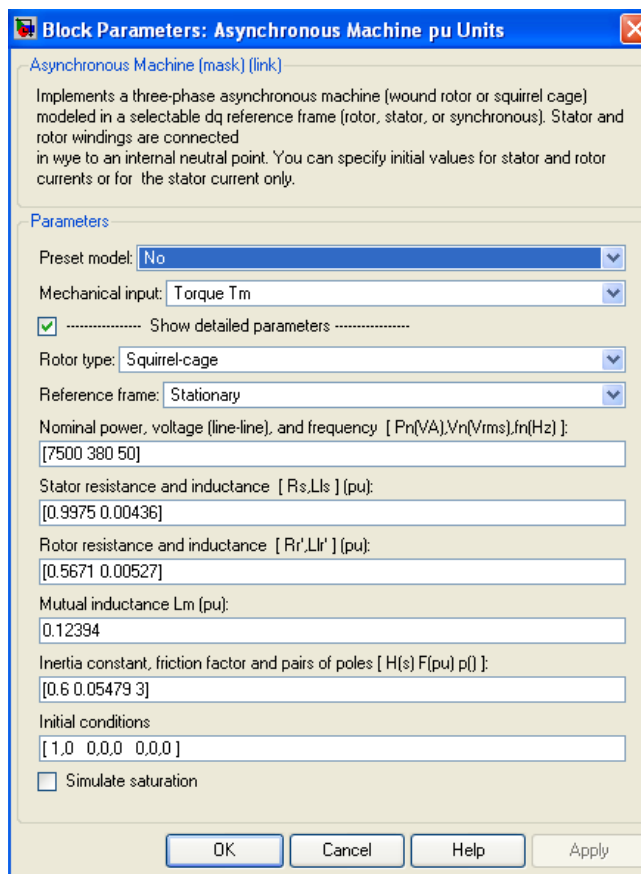 Block Parameters: Asynchronous Machine pu Units
Asynchronous Machine (mask) (link)
Implements a three-phase asynchronous machine (wound rotor or squirrel cage)
modeled in a selectable dq reference frame (rotor, stator, or synchronous). Stator and
rotor windings are connected
in wye to an internal neutral point. You can specify initial values for stator and rotor
currents or for the stator current only.
Parameters
Preset model: No
Mechanical input: Torque Tm
---------------- Show detailed parameters ----------------
Rotor type: Squirrel-cage
Reference frame: Stationary
Nominal power, voltage (line-line), and frequency [ Pn(VA),Vn(Vrms),fn(Hz) ]:
[7500 380 50]
Stator resistance and inductance [ Rs,Lls ] (pu):
[0.9975 0.00436]
Rotor resistance and inductance [ Rr',Llr' ] (pu):
[0.5671 0.00527]
Mutual inductance Lm (pu):
0.12394
Inertia constant, friction factor and pairs of poles [ H(s) F(pu) p() ]:
[0.6 0.05479 3]
Initial conditions
[ 1,0 0,0,0 0,0,0 ]
Simulate saturation
OK Cancel Help Apply